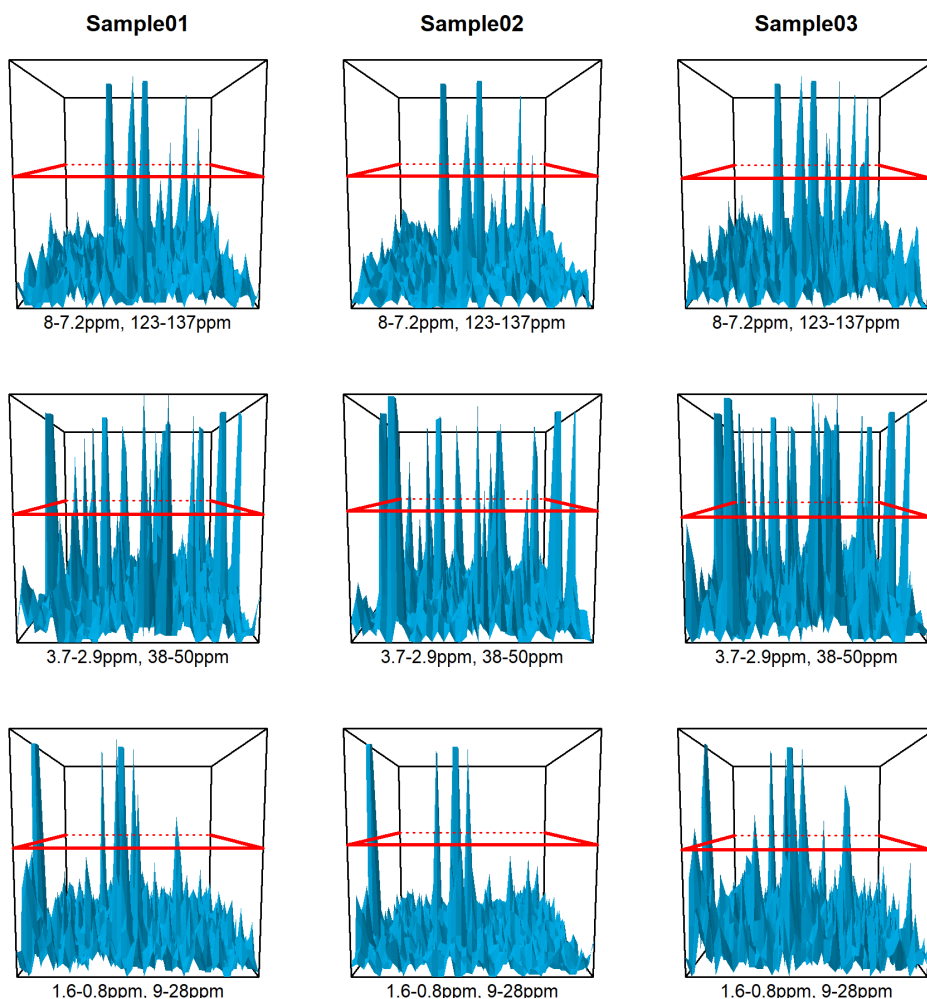 Sample01 Sample02 Sample03
8-7.2ppm, 123-137ppm 8-7.2ppm, 123-137ppm 8-7.2ppm, 123-137ppm
3.7-2.9ppm, 38-50ppm 3.7-2.9ppm, 38-50ppm 3.7-2.9ppm, 38-50ppm
1.6-0.8ppm, 9-28ppm 1.6-0.8ppm, 9-28ppm 1.6-0.8ppm, 9-28ppm